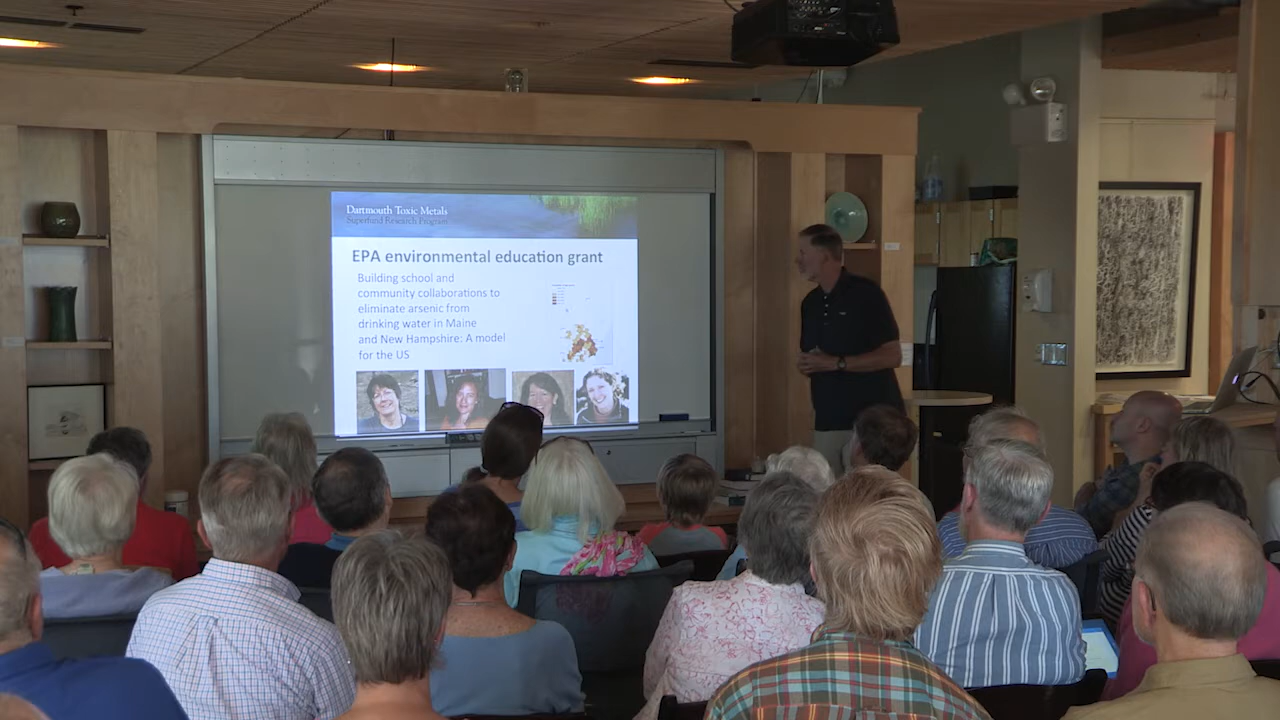 Dartmouth Toxic Metals
Superfund Research Program
EPA environmental education grant
Building school and
community collaborations to
eliminate arsenic from
drinking water in Maine
and New Hampshire: A model
for the US